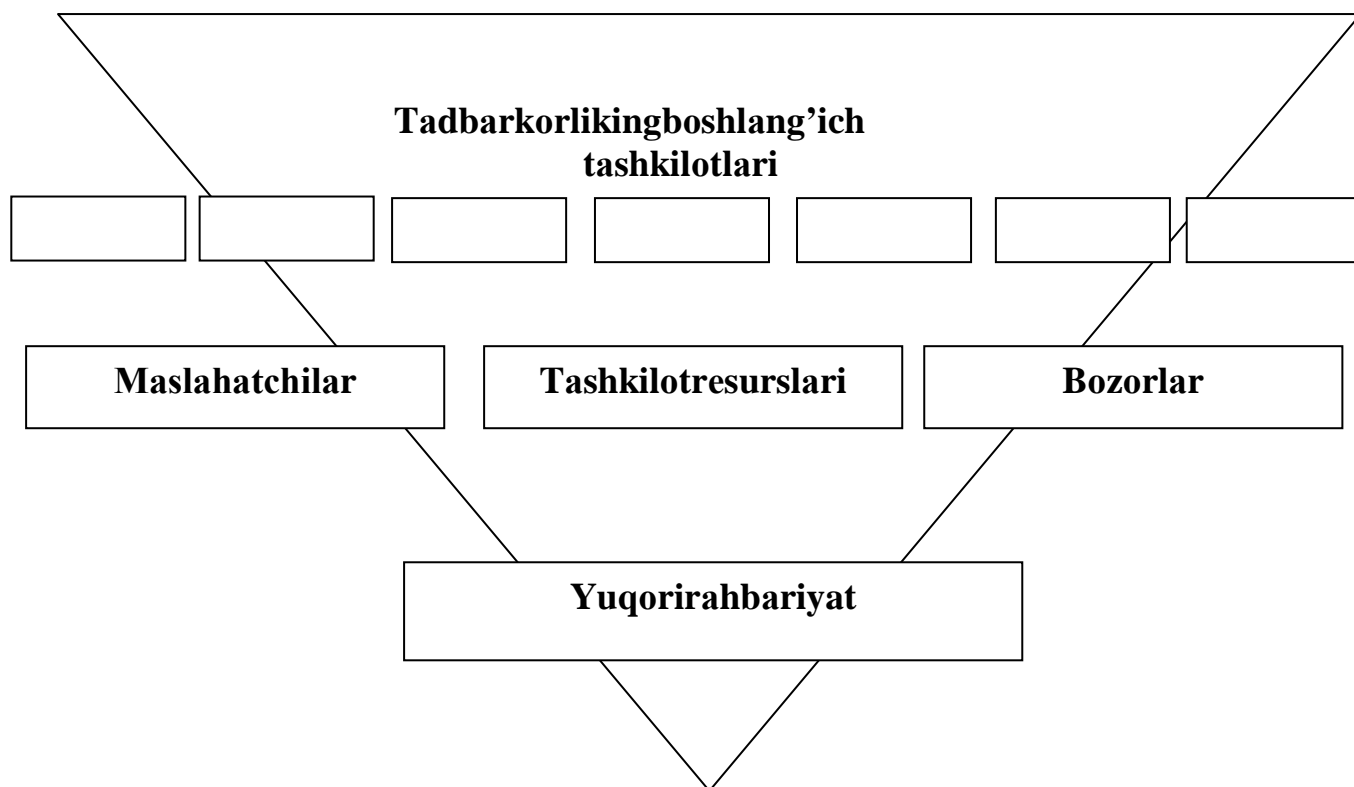 Tadbarkorlikingboshlang’ich
tashkilotlari
Maslahatchilar
Tashkilotresurslari
Bozorlar
Yuqorirahbariyat